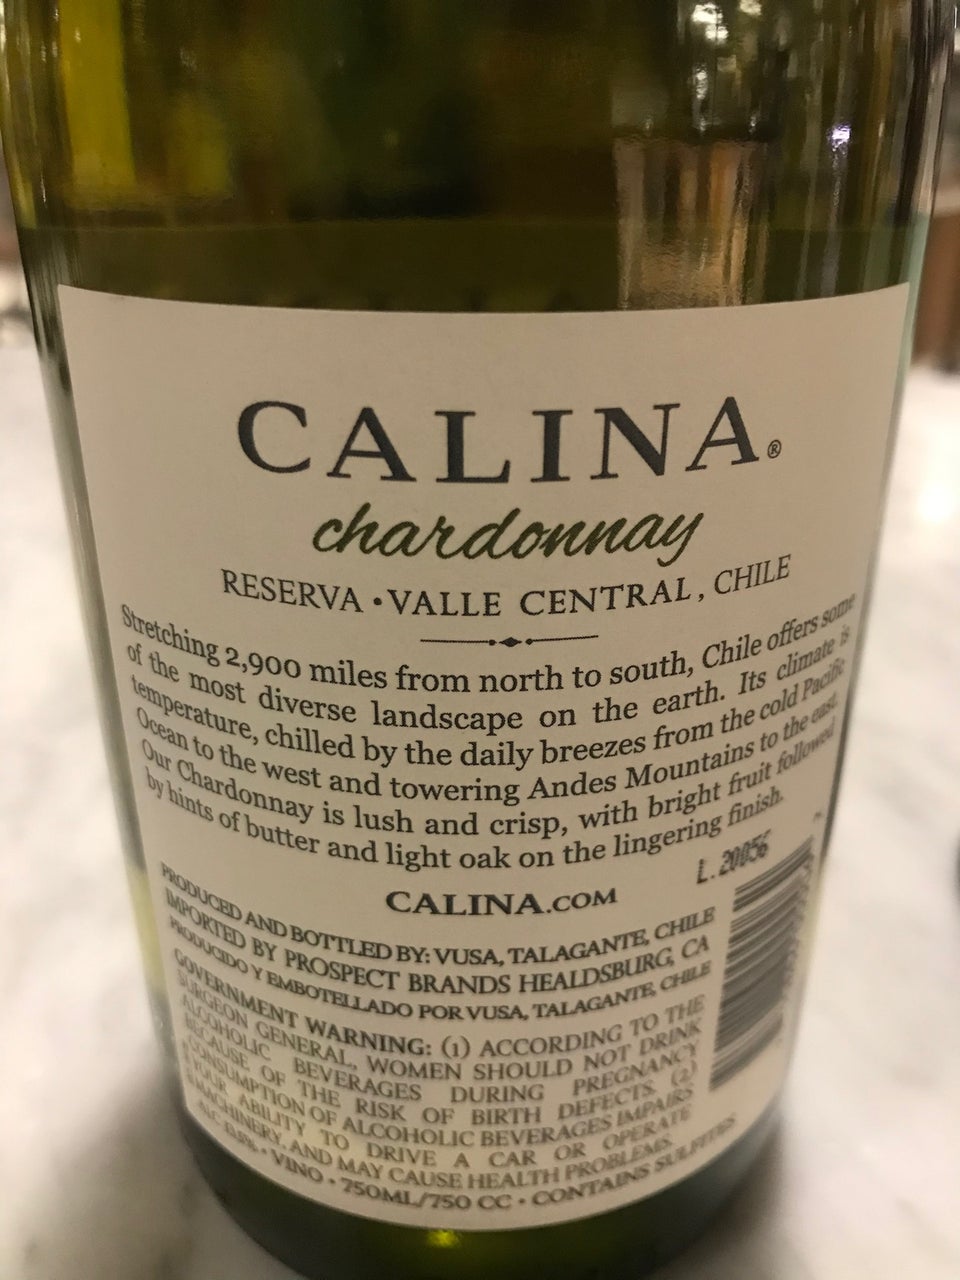 CALINA®
chardonnay
RESERVA • VALLE CENTRAL, CHILE
Stretching 2,900 miles from north to south, Chile offers some
of the most diverse landscape on the earth. Its climate is
temperature, chilled by the daily breezes from the cold Pacific
Ocean to the west and towering Andes Mountains to the east.
Our Chardonnay is lush and crisp, with bright fruit followed
by hints of butter and light oak on the lingering finish.
L. 20056
CALINA.COM
PRODUCED AND BOTTLED BY: VUSA, TALAGANTE, CHILE
IMPORTED BY PROSPECT BRANDS HEALDSBURG, CA
PRODUCIDO Y EMBOTELLADO POR VUSA, TALAGANTE, CHILE
GOVERNMENT WARNING: (1) ACCORDING TO THE
SURGEON GENERAL, WOMEN SHOULD NOT DRINK
ALCOHOLIC BEVERAGES DURING PREGNANCY
BECAUSE OF THE RISK OF BIRTH DEFECTS. (2)
CONSUMPTION OF ALCOHOLIC BEVERAGES IMPAIRS
YOUR ABILITY TO DRIVE A CAR OR OPERATE
MACHINERY, AND MAY CAUSE HEALTH PROBLEMS.
ALC. • VINO • 750ML/750 CC • CONTAINS SULFITES